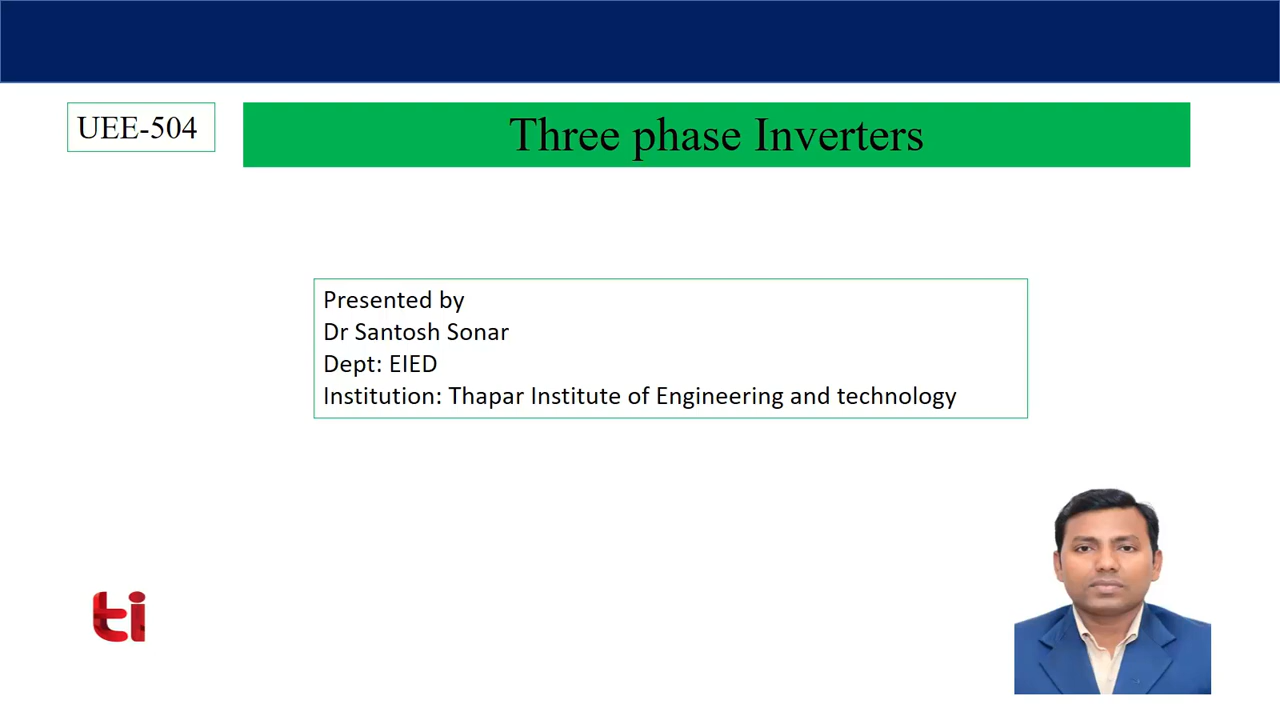 UEE-504
Three phase Inverters
Presented by
Dr Santosh Sonar
Dept: EIED
Institution: Thapar Institute of Engineering and technology
ti